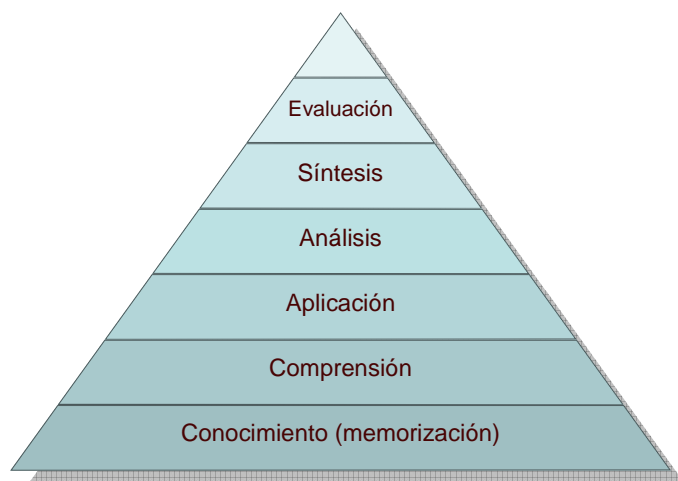 Evaluación
Síntesis
Análisis
Aplicación
Comprensión
Conocimiento (memorización)